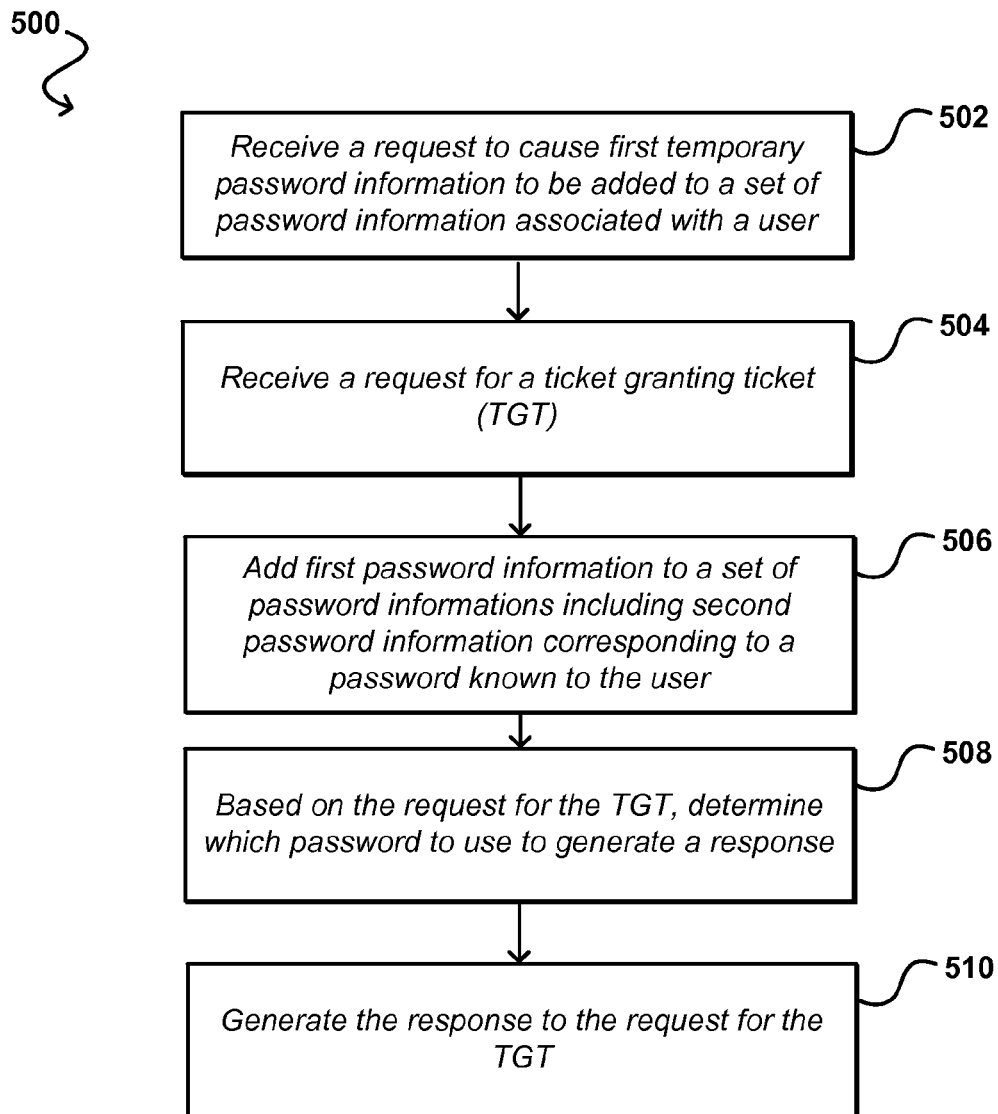 500
502
Receive a request to cause first temporary
password information to be added to a set of
password information associated with a user
504
Receive a request for a ticket granting ticket
(TGT)
506
Add first password information to a set of
password informations including second
password information corresponding to a
password known to the user
508
Based on the request for the TGT, determine
which password to use to generate a response
510
Generate the response to the request for the
TGT